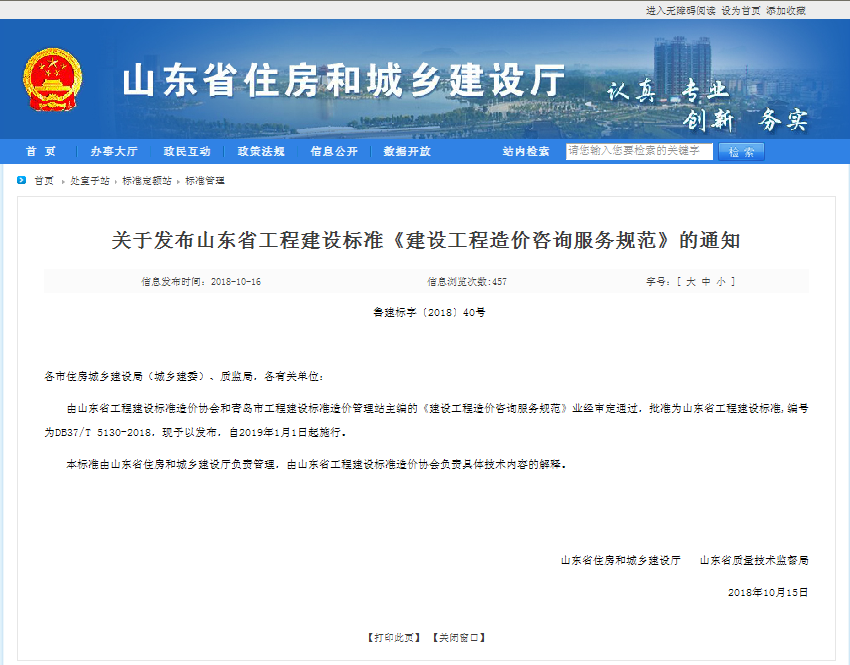 进入无障碍阅读 设为首页 添加收藏
山东省住房和城乡建设厅
认真 专业
创新 务实
首 页 办事大厅 政民互动 政策法规 信息公开 数据开放 站内检索 请您输入您要检索的关键字 检 索
首页 处室子站 标准定额站 标准管理
关于发布山东省工程建设标准《建设工程造价咨询服务规范》的通知
信息发布时间: 2018-10-16 信息浏览次数:457 字号: [ 大 中 小 ]
鲁建标字〔2018〕40号
各市住房城乡建设局（城乡建委）、质监局，各有关单位：
由山东省工程建设标准造价协会和青岛市工程建设标准造价管理站主编的《建设工程造价咨询服务规范》业经审定通过，批准为山东省工程建设标准,编号
为DB37/T 5130-2018，现予以发布，自2019年1月1日起施行。
本标准由山东省住房和城乡建设厅负责管理，由山东省工程建设标准造价协会负责具体技术内容的解释。
山东省住房和城乡建设厅 山东省质量技术监督局
2018年10月15日
【打印此页】 【关闭窗口】